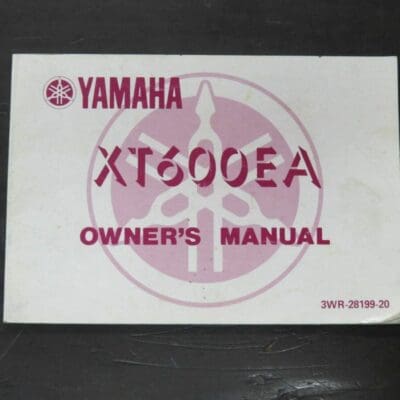 YAMAHA
XT600EA
OWNER'S MANUAL
3WR-28199-20